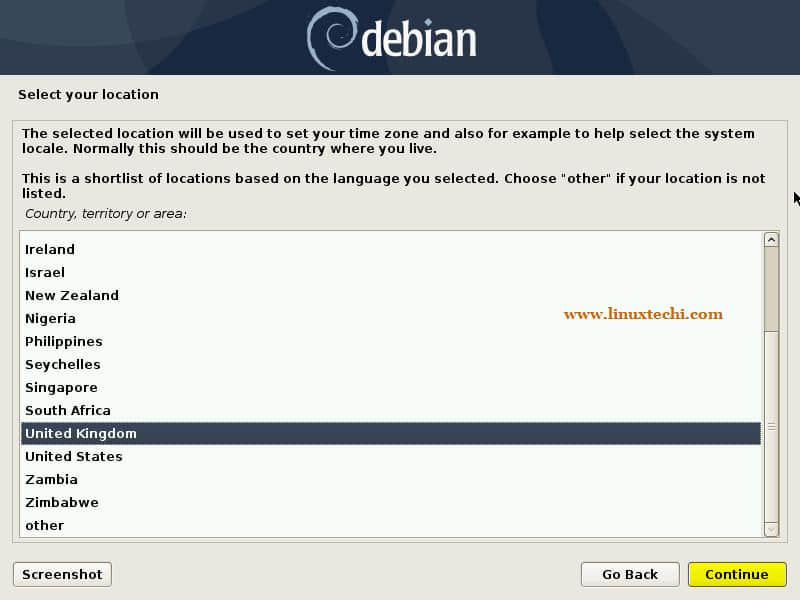 debian
Select your location
The selected location will be used to set your time zone and also for example to help select the system
locale. Normally this should be the country where you live.
This is a shortlist of locations based on the language you selected. Choose "other" if your location is not
listed.
Country, territory or area:
Ireland
Israel
New Zealand
Nigeria
www.linuxtechi.com
Philippines
Seychelles
Singapore
South Africa
United Kingdom
United States
Zambia
Zimbabwe
other
Screenshot
Go Back
Continue